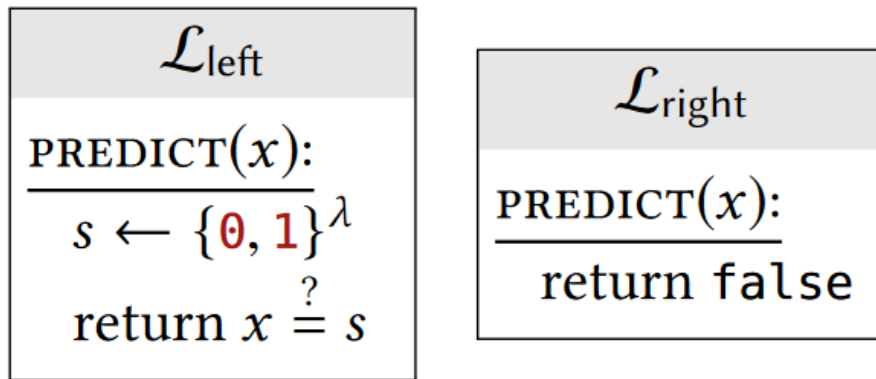 ℒleft
PREDICT(x):
s ← {0, 1}^λ
return x ≟ s
ℒright
PREDICT(x):
return false